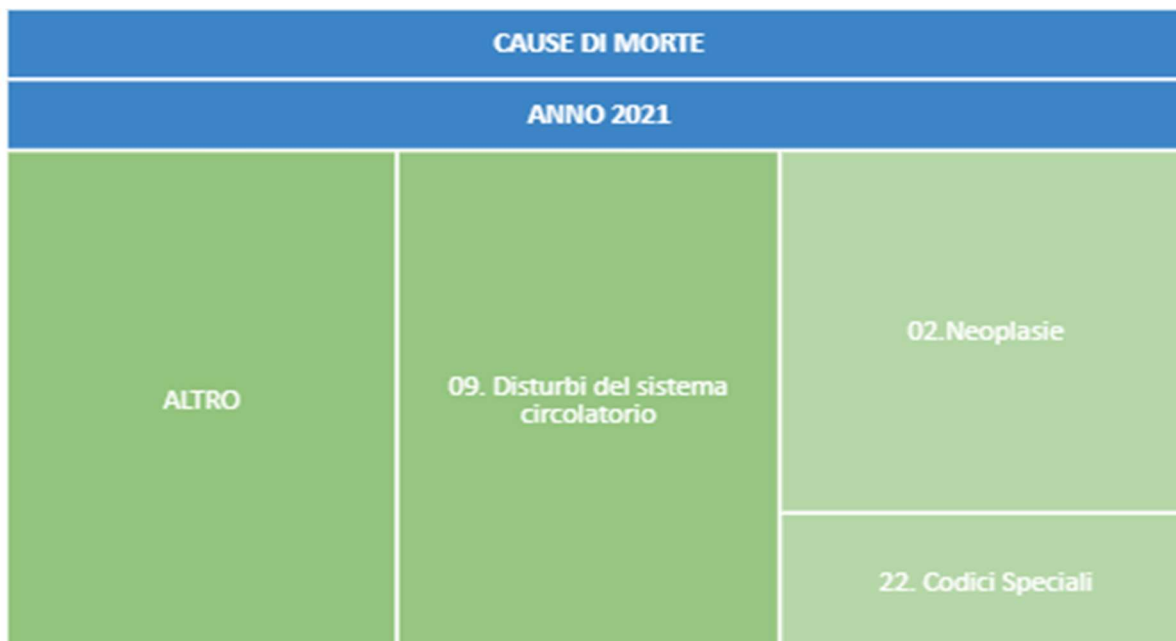 CAUSE DI MORTE
ANNO 2021
ALTRO
09. Disturbi del sistema
circolatorio
02.Neoplasie
22. Codici Speciali